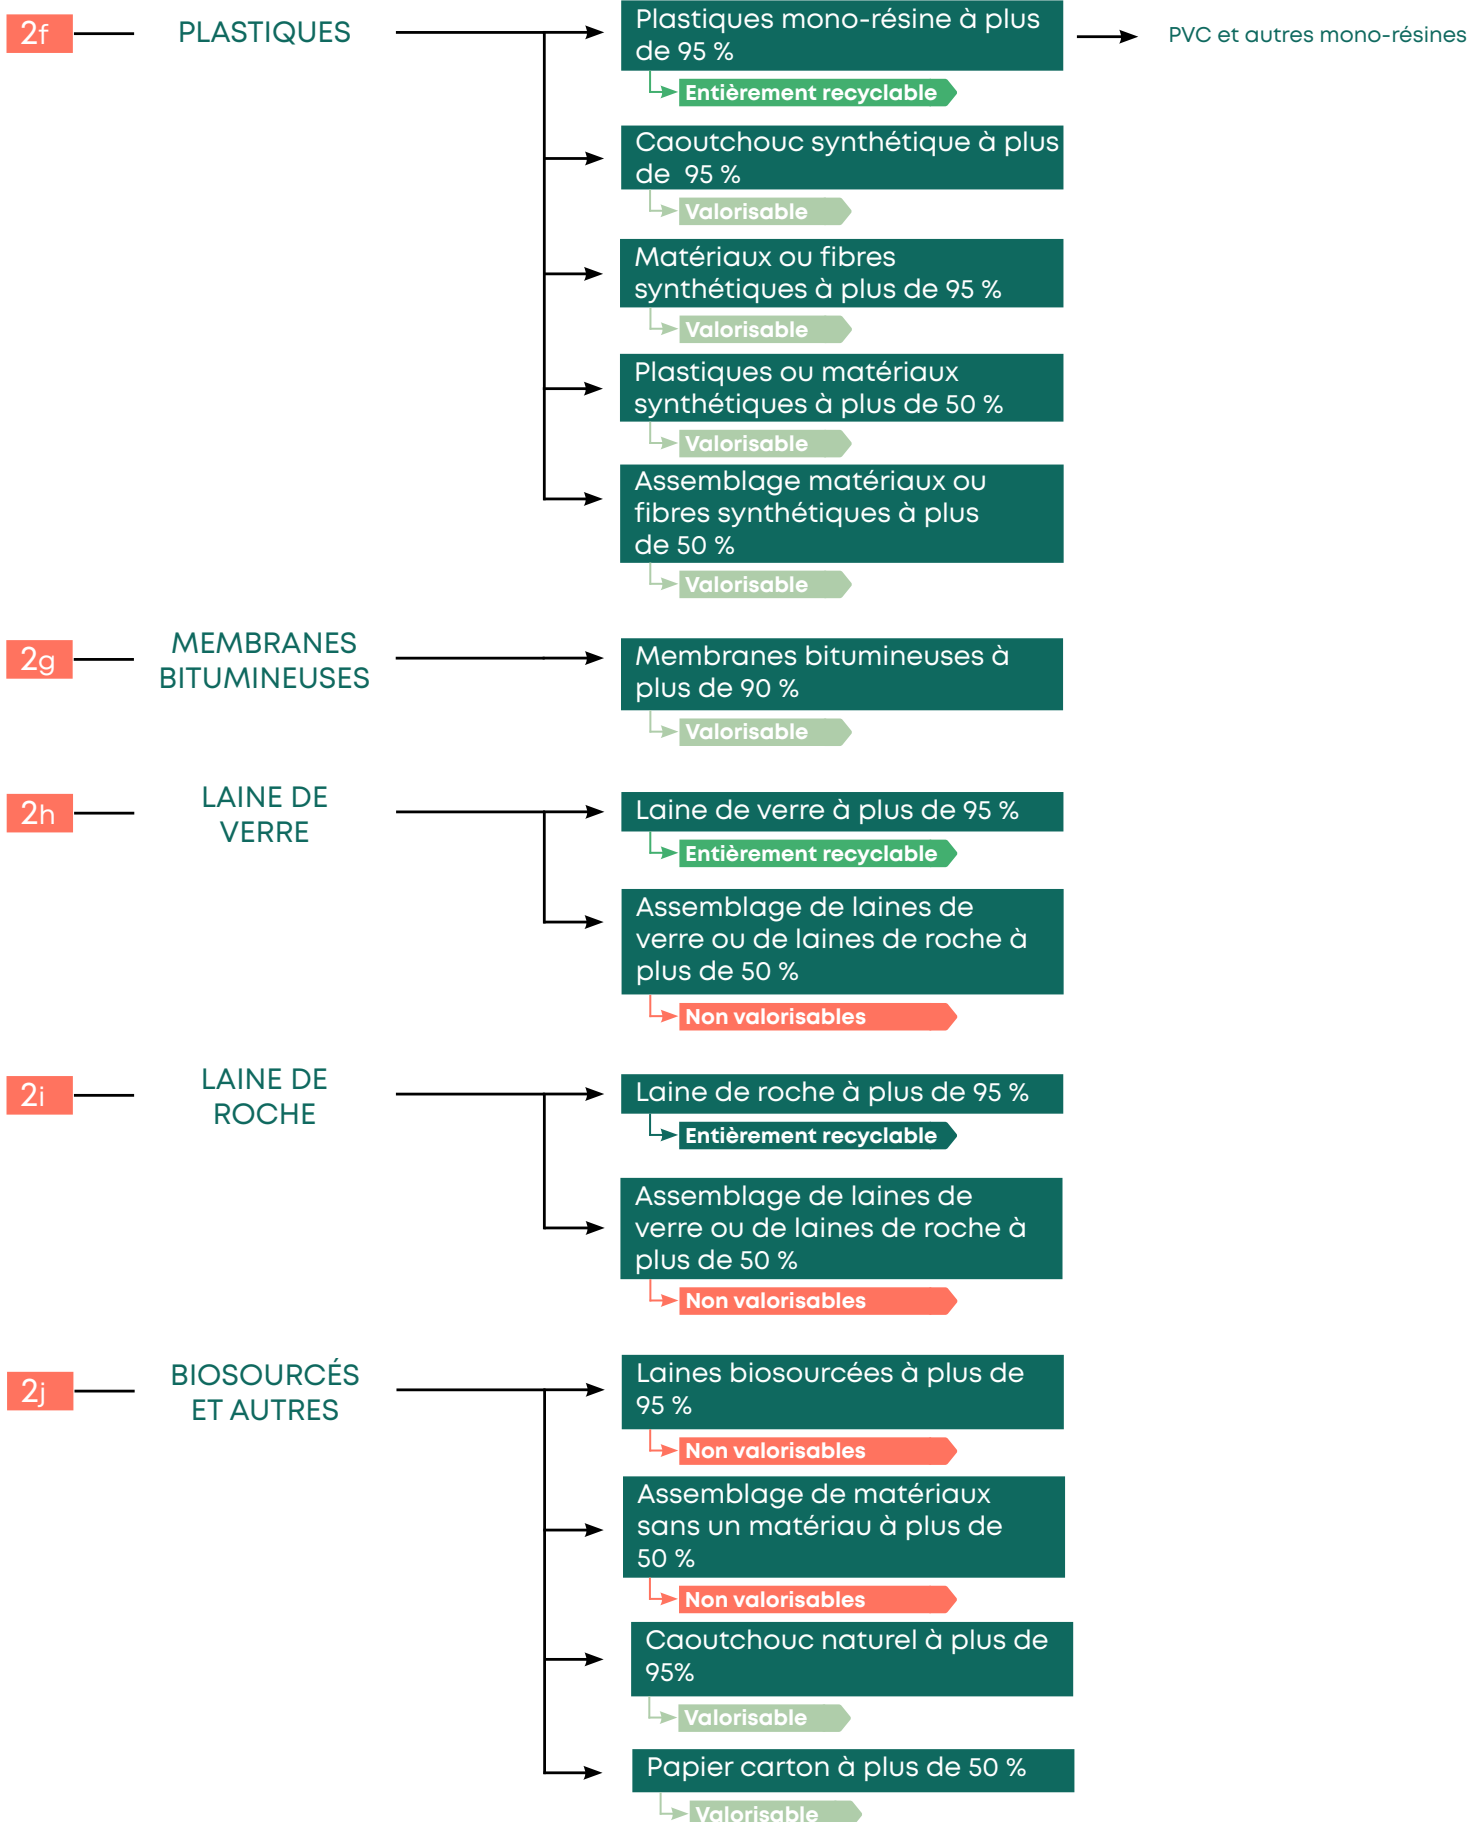 2f
PLASTIQUES
Plastiques mono-résine à plus
de 95 %
PVC et autres mono-résines
Entièrement recyclable
Caoutchouc synthétique à plus
de 95 %
Valorisable
Matériaux ou fibres
synthétiques à plus de 95 %
Valorisable
Plastiques ou matériaux
synthétiques à plus de 50 %
Valorisable
Assemblage matériaux ou
fibres synthétiques à plus
de 50 %
Valorisable
2g
MEMBRANES
BITUMINEUSES
Membranes bitumineuses à
plus de 90 %
Valorisable
2h
LAINE DE
VERRE
Laine de verre à plus de 95 %
Entièrement recyclable
Assemblage de laines de
verre ou de laines de roche à
plus de 50 %
Non valorisables
2i
LAINE DE
ROCHE
Laine de roche à plus de 95 %
Entièrement recyclable
Assemblage de laines de
verre ou de laines de roche à
plus de 50 %
Non valorisables
2j
BIOSOURCÉS
ET AUTRES
Laines biosourcées à plus de
95 %
Non valorisables
Assemblage de matériaux
sans un matériau à plus de
50 %
Non valorisables
Caoutchouc naturel à plus de
95%
Valorisable
Papier carton à plus de 50 %
Valorisable